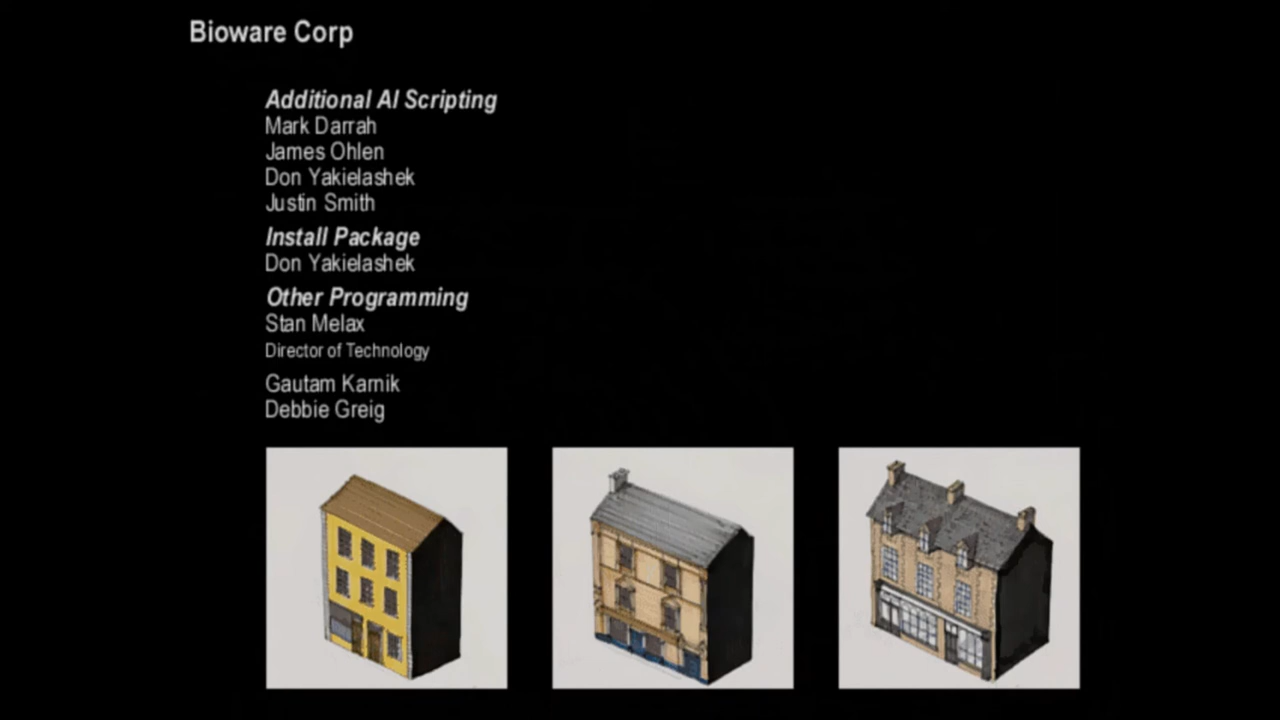 Bioware Corp
Additional AI Scripting
Mark Darrah
James Ohlen
Don Yakielashek
Justin Smith
Install Package
Don Yakielashek
Other Programming
Stan Melax
Director of Technology
Gautam Karnik
Debbie Greig